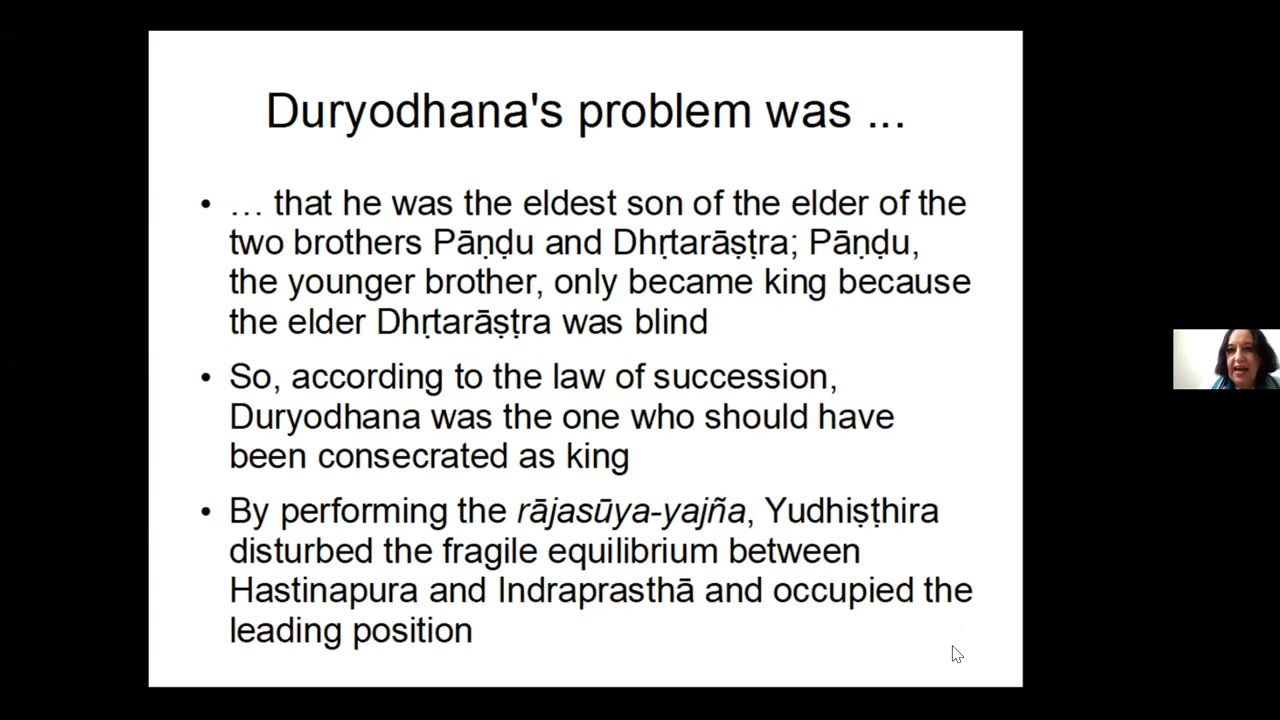 Duryodhana's problem was ...
• … that he was the eldest son of the elder of the
two brothers Pāṇḍu and Dhṛtarāṣṭra; Pāṇḍu,
the younger brother, only became king because
the elder Dhṛtarāṣṭra was blind
• So, according to the law of succession,
Duryodhana was the one who should have
been consecrated as king
• By performing the rājasūya-yajña, Yudhiṣṭhira
disturbed the fragile equilibrium between
Hastinapura and Indraprasthā and occupied the
leading position